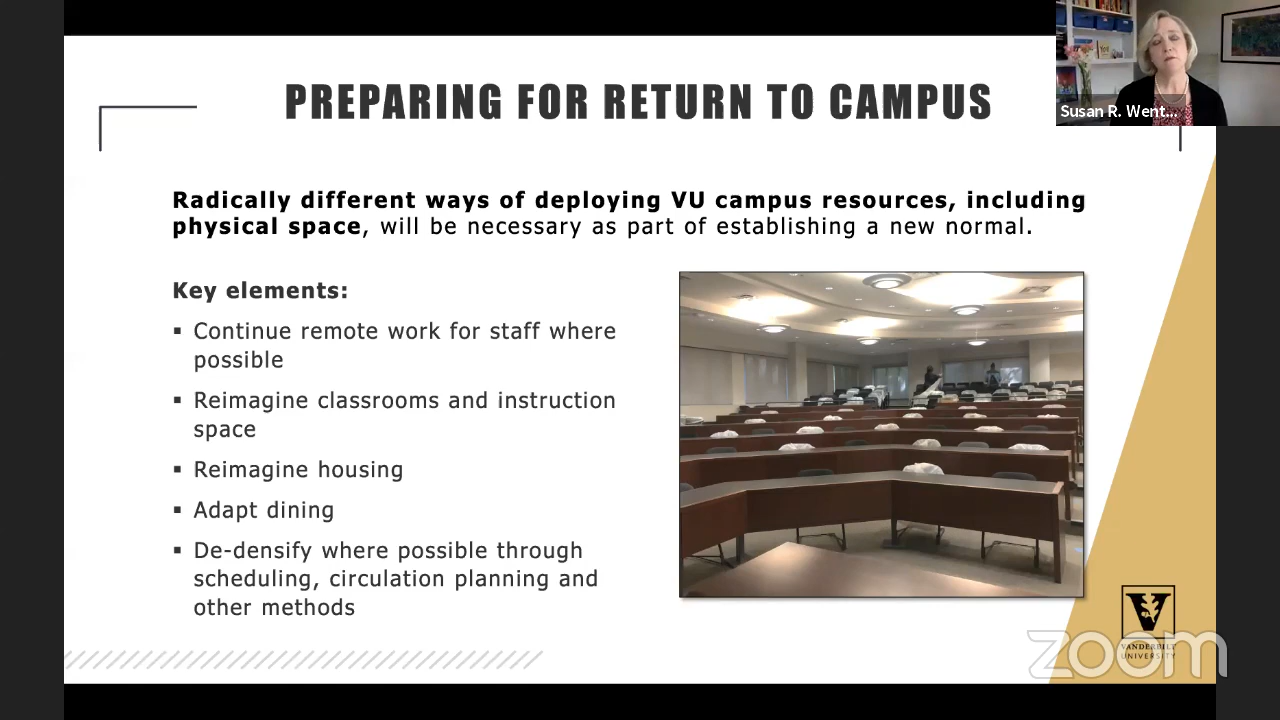 PREPARING FOR RETURN TO CAMPUS
Susan R. Went...
Radically different ways of deploying VU campus resources, including
physical space, will be necessary as part of establishing a new normal.
Key elements:
▪ Continue remote work for staff where
possible
▪ Reimagine classrooms and instruction
space
▪ Reimagine housing
▪ Adapt dining
▪ De-densify where possible through
scheduling, circulation planning and
other methods
V
zoom
VANDERBILT
UNIVERSITY